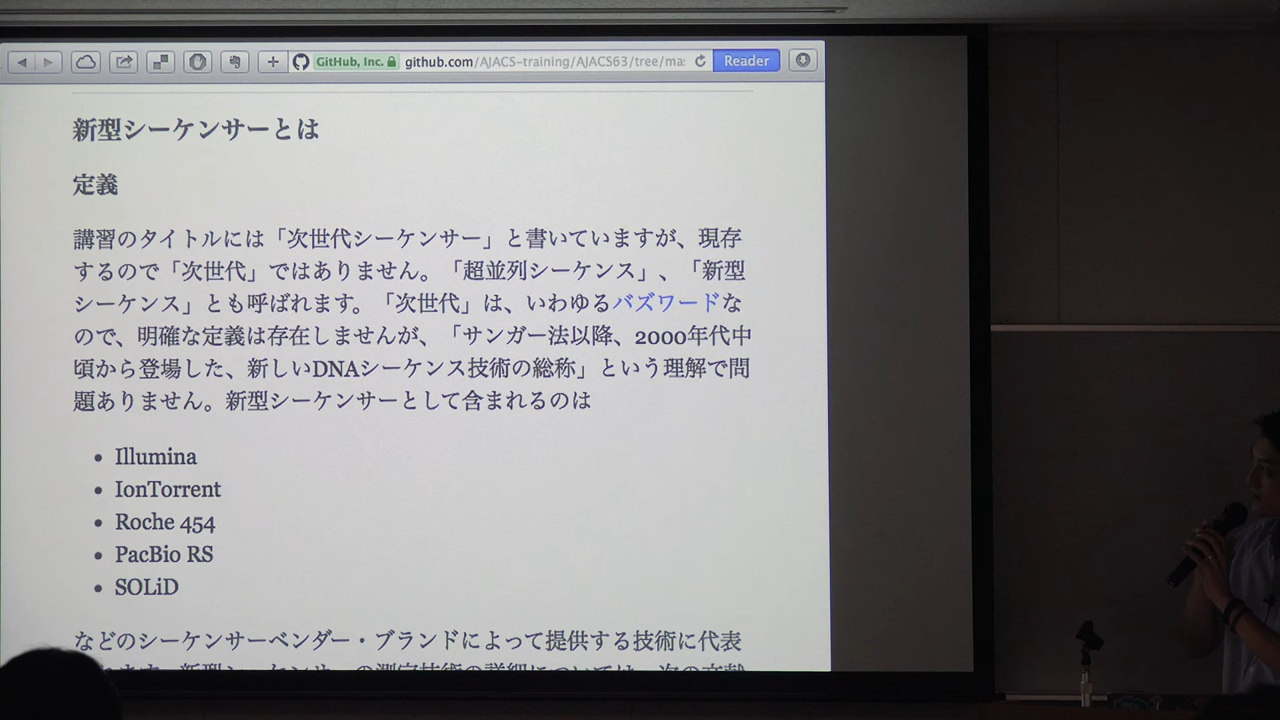 GitHub, Inc. github.com/AJACS-training/AJACS63/tree/ma
Reader
新型シーケンサーとは
定義
講習のタイトルには「次世代シーケンサー」と書いていますが、現存
するので「次世代」ではありません。「超並列シーケンス」、「新型
シーケンス」とも呼ばれます。「次世代」は、いわゆるバズワードな
ので、明確な定義は存在しませんが、「サンガー法以降、2000年代中
頃から登場した、新しいDNAシーケンス技術の総称」という理解で問
題ありません。新型シーケンサーとして含まれるのは
• Illumina
• IonTorrent
• Roche 454
• PacBio RS
• SOLiD
などのシーケンサーベンダー・ブランドによって提供する技術に代表